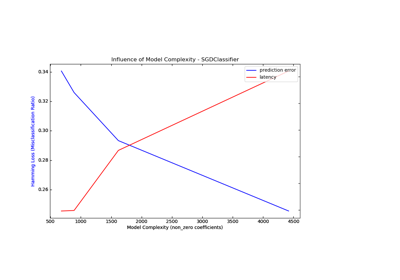 Influence of Model Complexity - SGDClassifier
prediction error
latency
0.34
0.32
0.30
0.28
0.26
Hamming Loss (Misclassification Ratio)
500 1000 1500 2000 2500 3000 3500 4000 4500
Model Complexity (non_zero coefficients)